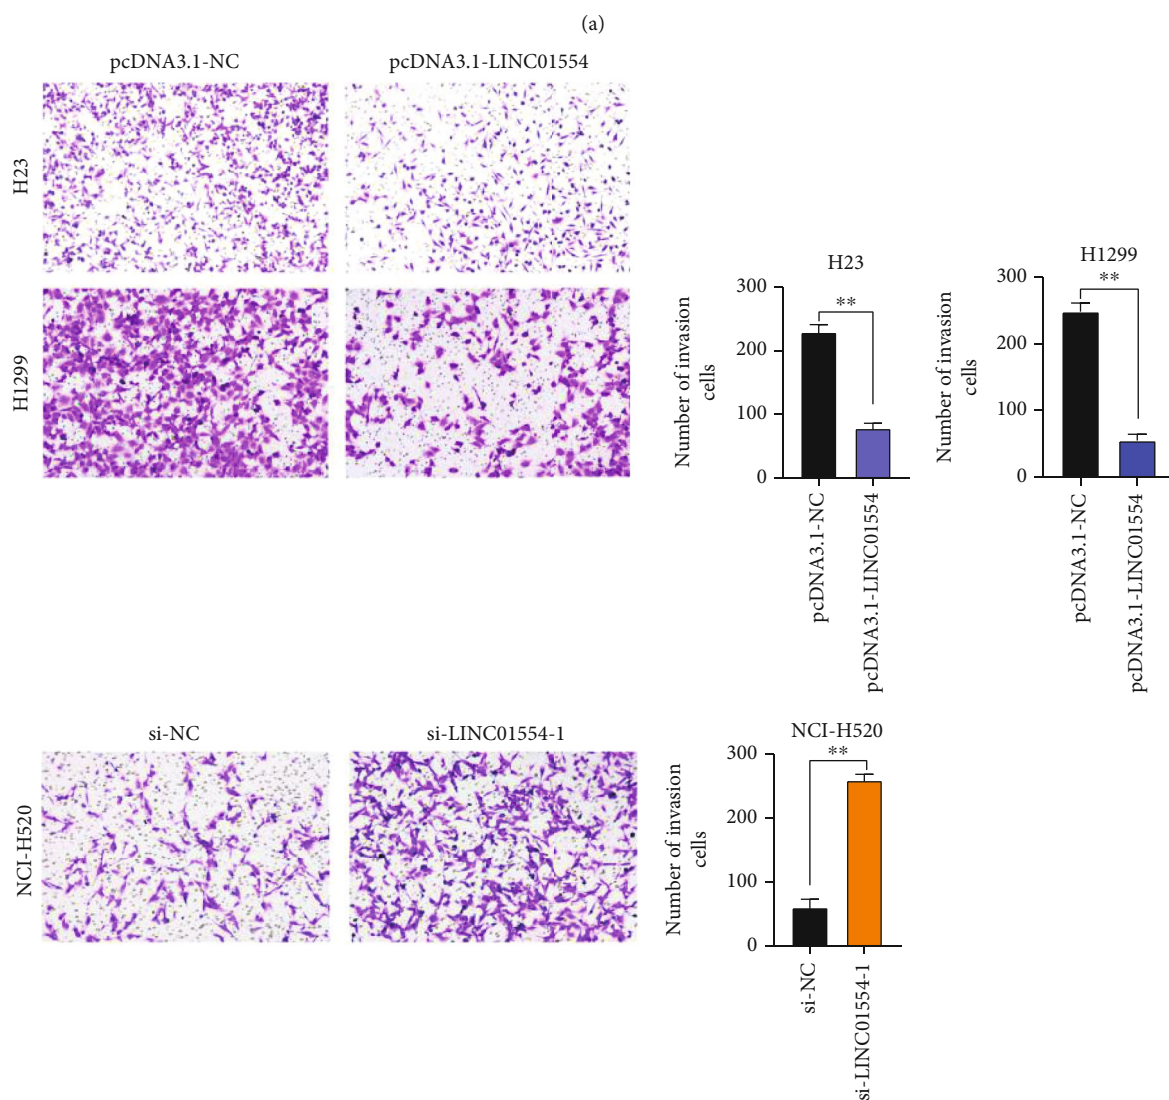 (a)
pcDNA3.1-NC
pcDNA3.1-LINC01554
H23
H1299
H23
Number of invasion
cells
300
200
100
0
**
pcDNA3.1-NC
pcDNA3.1-LINC01554
H1299
Number of invasion
cells
300
200
100
0
**
pcDNA3.1-NC
pcDNA3.1-LINC01554
si-NC
si-LINC01554-1
NCI-H520
NCI-H520
Number of invasion
cells
300
200
100
0
**
si-NC
si-LINC01554-1